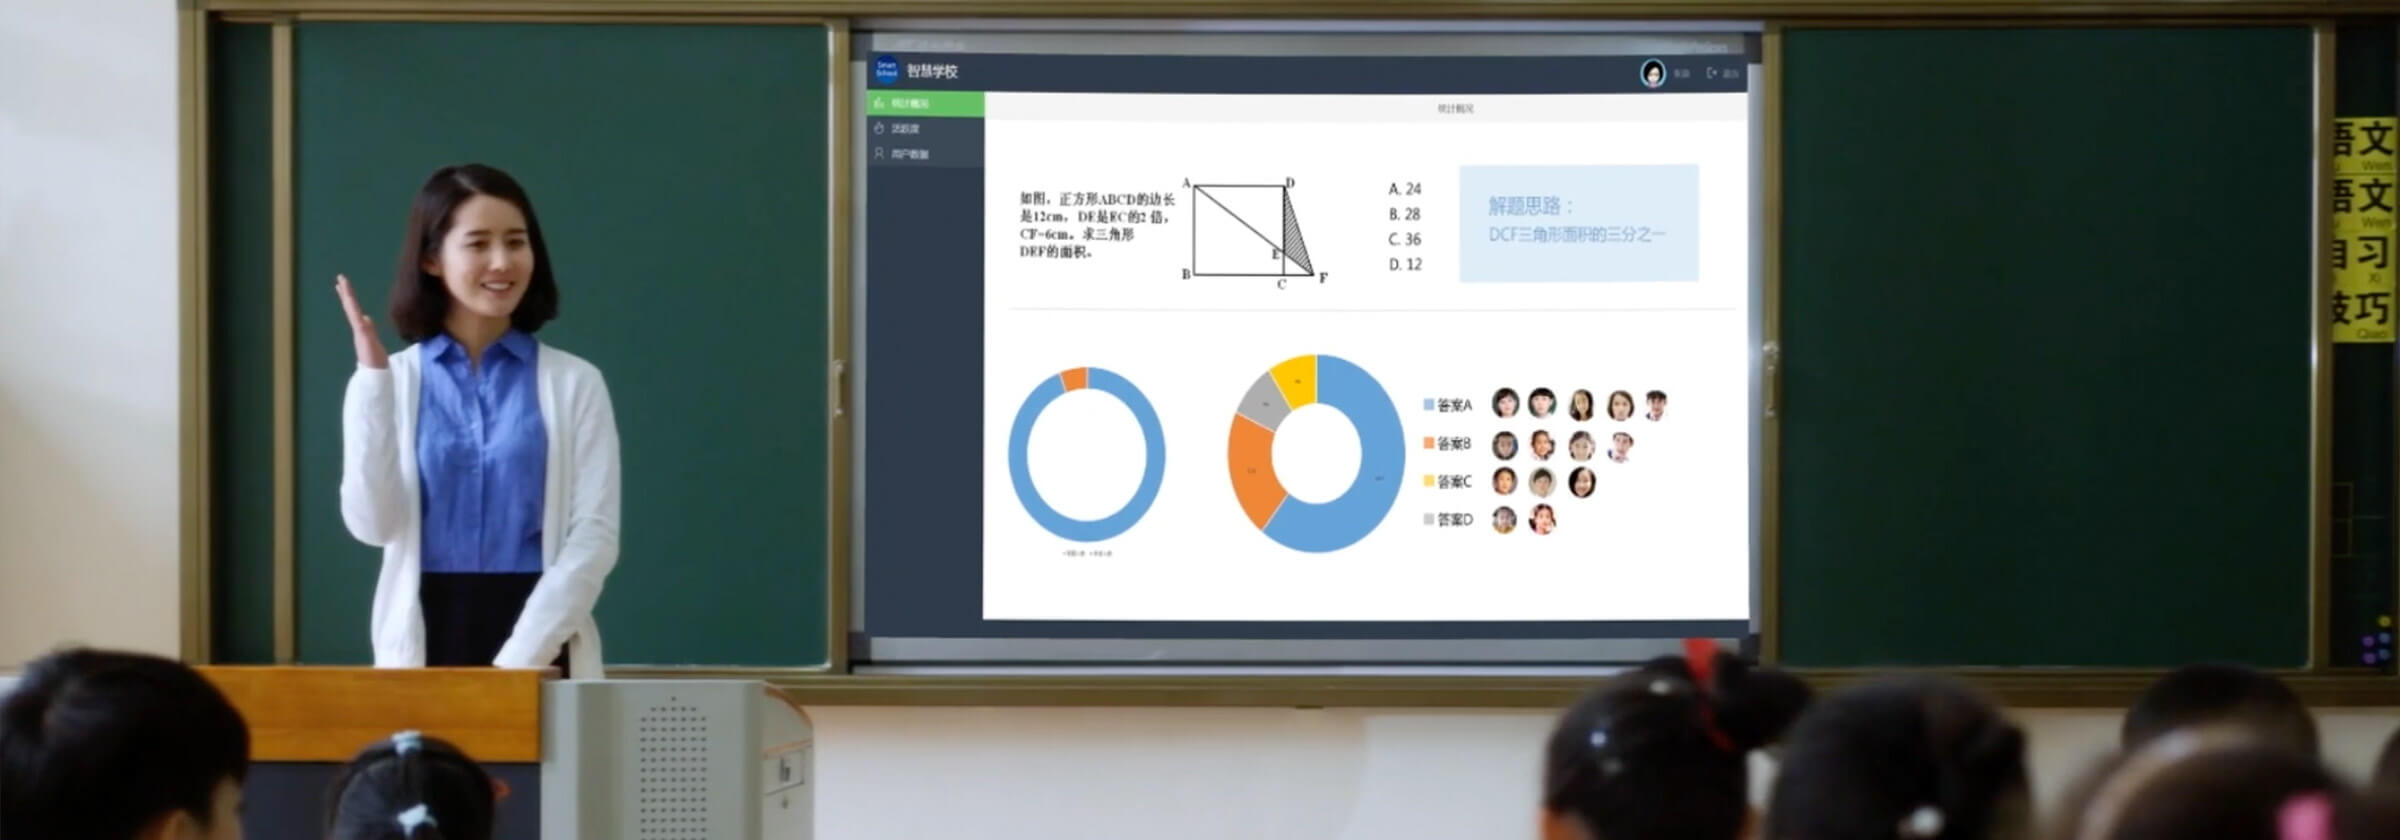 Smart
School
智慧学校
统计概况
活跃度
用户数据
统计概况
如图，正方形ABCD的边长
是12cm，DE是EC的2 倍，
CF=6cm。求三角形
DEF的面积。
A
D
B
E
C
F
A. 24
B. 28
C. 36
D. 12
解题思路：
DCF三角形面积的三分之一
答案A
答案B
答案C
答案D
语文
Wen
语文
Wen
自习
Xi
技巧
Qiao